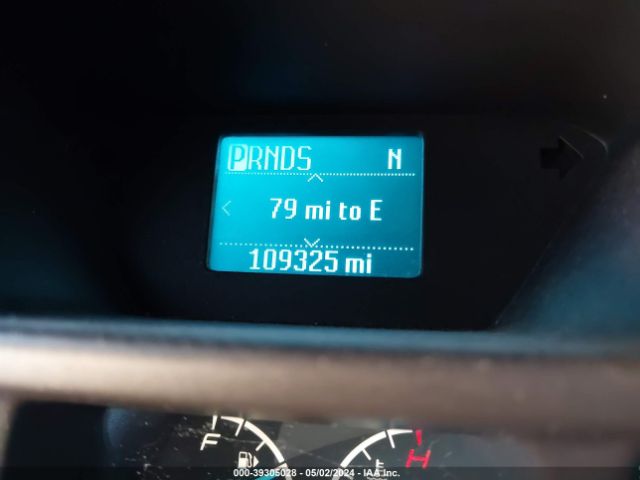 PRNDS N
79 mi to E
109325 mi
F H
000-39305028 - 05/02/2024 - IAA Inc.